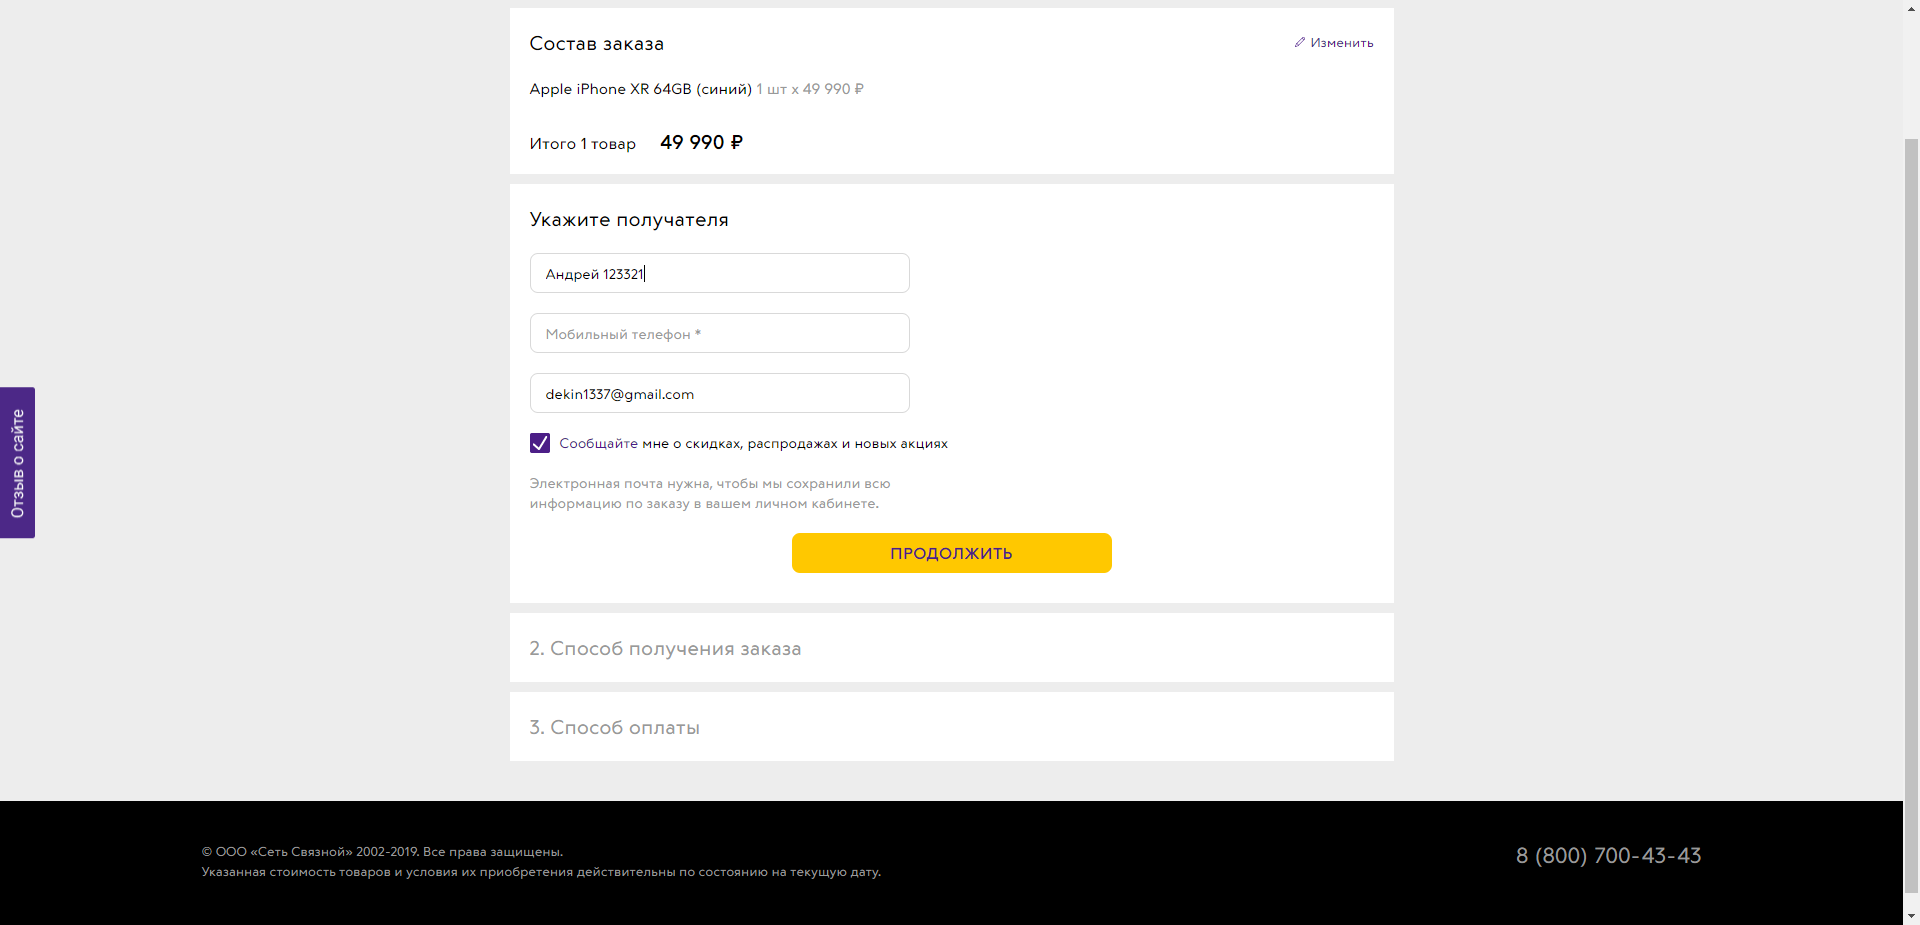 Состав заказа
Изменить
Apple iPhone XR 64GB (синий) 1 шт x 49 990 ₽
Итого 1 товар 49 990 ₽
Укажите получателя
Андрей 123321
Мобильный телефон *
dekin1337@gmail.com
Сообщайте мне о скидках, распродажах и новых акциях
Электронная почта нужна, чтобы мы сохранили всю
информацию по заказу в вашем личном кабинете.
ПРОДОЛЖИТЬ
Отзыв о сайте
2. Способ получения заказа
3. Способ оплаты
© ООО «Сеть Связной» 2002-2019. Все права защищены.
Указанная стоимость товаров и условия их приобретения действительны по состоянию на текущую дату.
8 (800) 700-43-43